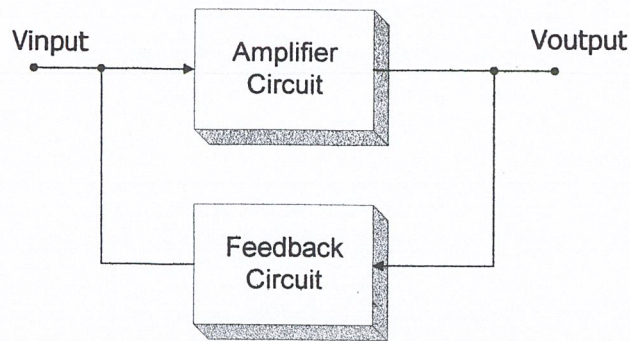 Vinput
Amplifier
Circuit
Voutput
Feedback
Circuit